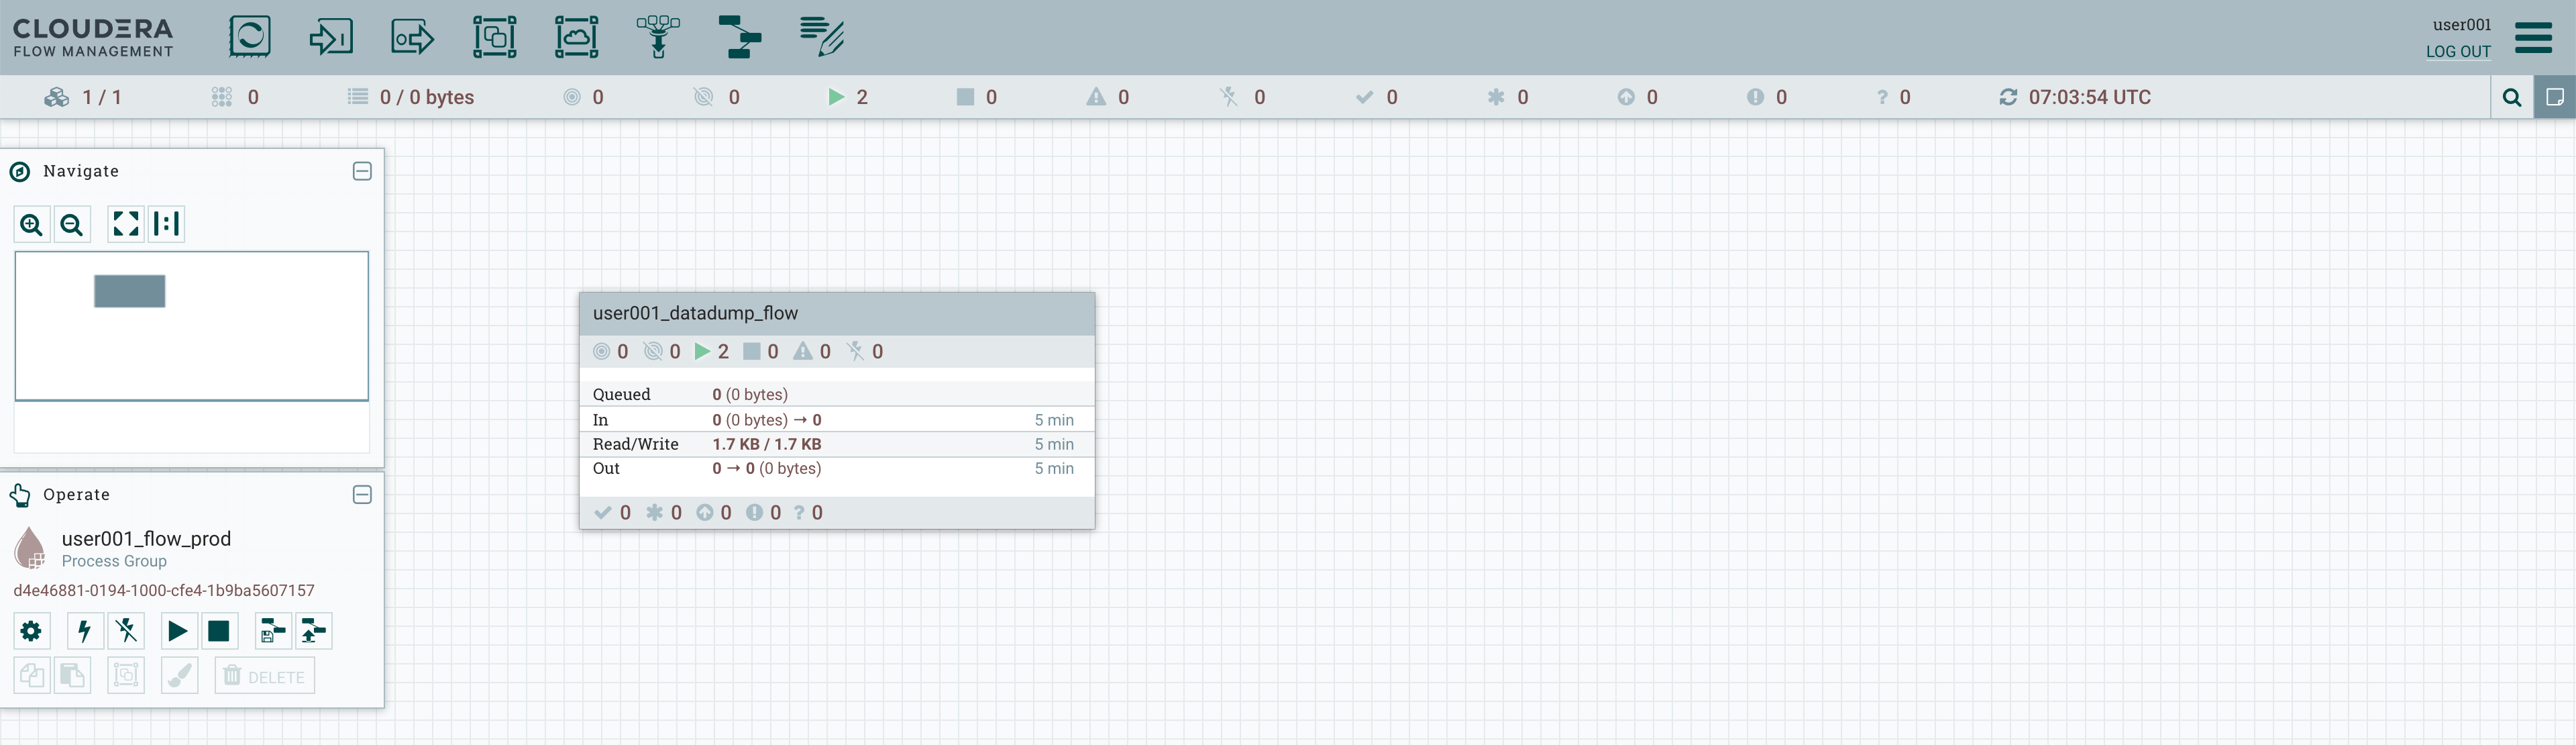 CLOUDERA
FLOW MANAGEMENT
user001
LOG OUT
1 / 1 0 0 / 0 bytes 0 0 2 0 0 0 0 0 0 0 ? 0 07:03:54 UTC
Navigate
user001_datadump_flow
0 0 2 0 0 0
Queued 0 (0 bytes)
In 0 (0 bytes) → 0 5 min
Read/Write 1.7 KB / 1.7 KB 5 min
Out 0 → 0 (0 bytes) 5 min
0 0 0 0 ? 0
Operate
user001_flow_prod
Process Group
d4e46881-0194-1000-cfe4-1b9ba5607157
DELETE